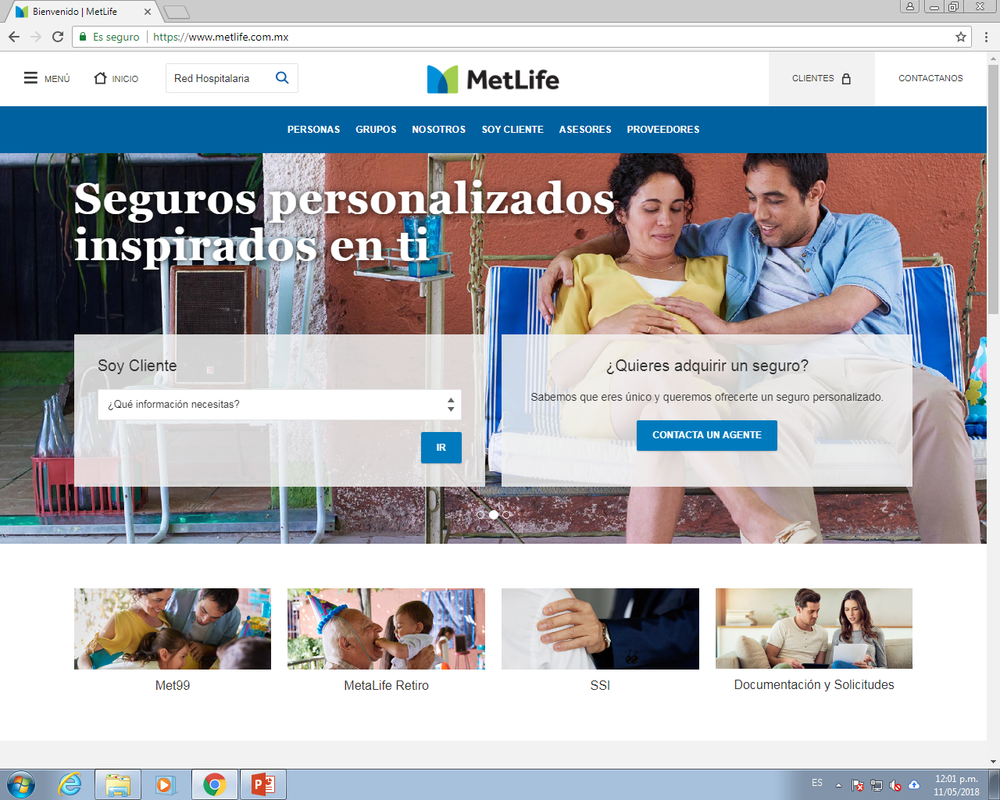 Bienvenido | MetLife
Es seguro
https://www.metlife.com.mx
MENÚ
INICIO
Red Hospitalaria
MetLife
CLIENTES
CONTACTANOS
PERSONAS GRUPOS NOSOTROS SOY CLIENTE ASESORES PROVEEDORES
Seguros personalizados
inspirados en ti
Soy Cliente
¿Qué información necesitas?
IR
¿Quieres adquirir un seguro?
Sabemos que eres único y queremos ofrecerte un seguro personalizado.
CONTACTA UN AGENTE
Met99
MetaLife Retiro
SSI
Documentación y Solicitudes
ES
12:01 p.m.
11/05/2018